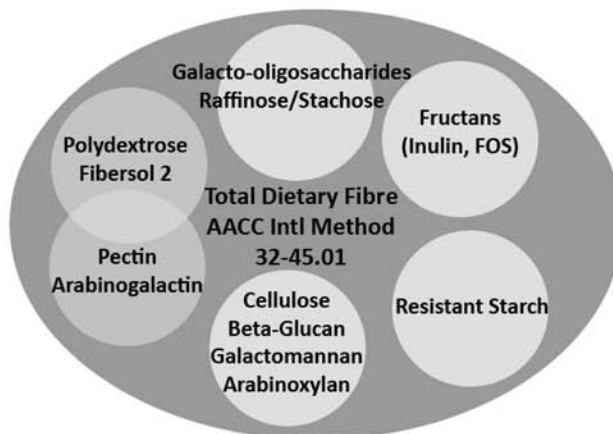 Galacto-oligosaccharides
Raffinose/Stachose
Fructans
(Inulin, FOS)
Polydextrose
Fibersol 2
Total Dietary Fibre
AACC Intl Method
32-45.01
Pectin
Arabinogalactin
Cellulose
Beta-Glucan
Galactomannan
Arabinoxylan
Resistant Starch